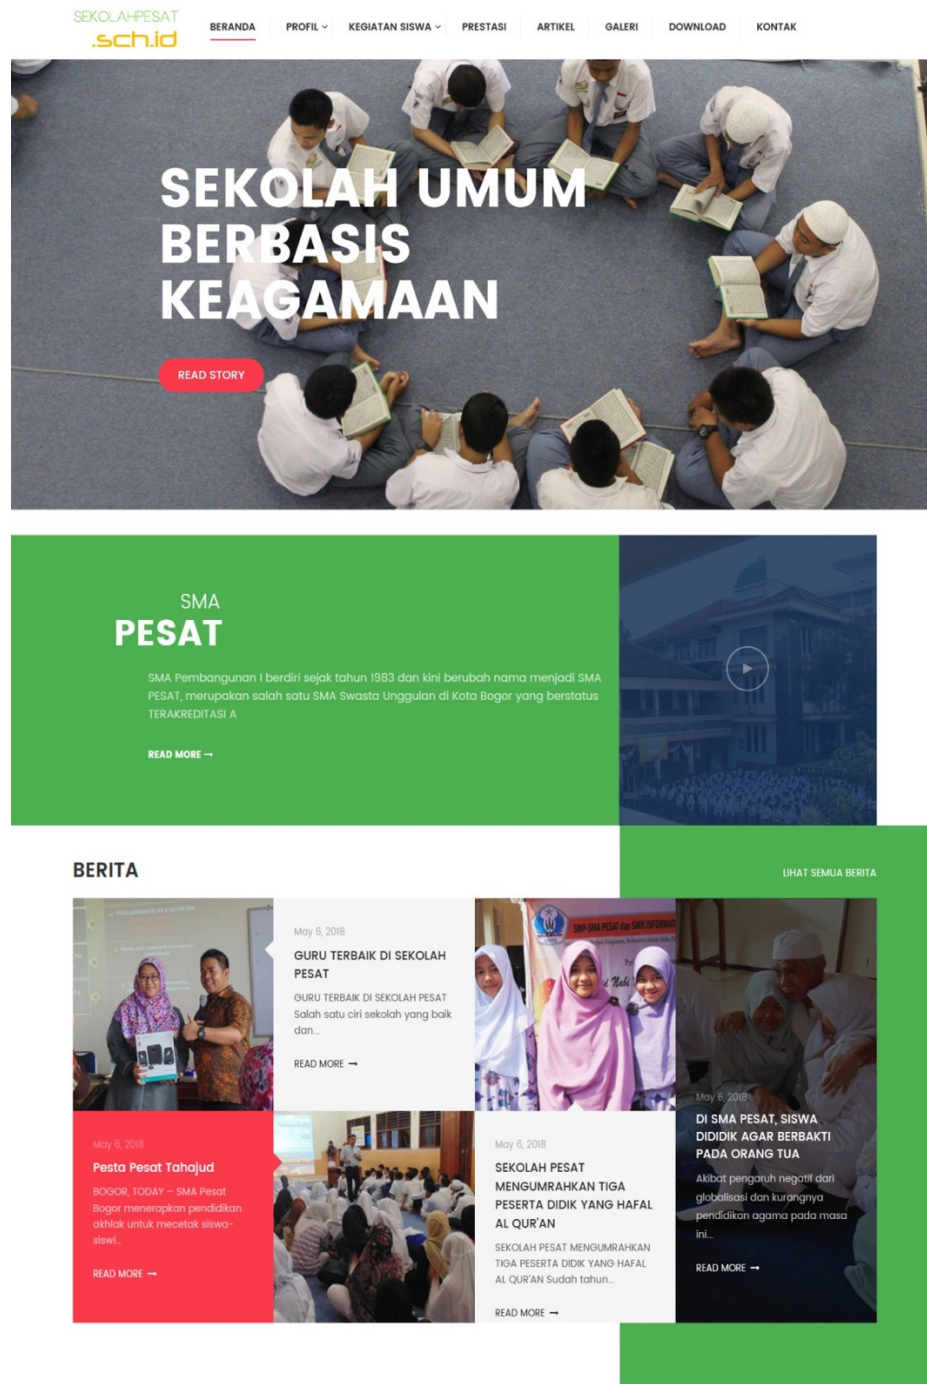 SEKOLAHPESAT
.sch.id
BERANDA PROFIL KEGIATAN SISWA PRESTASI ARTIKEL GALERI DOWNLOAD KONTAK
SEKOLAH UMUM
BERBASIS
KEAGAMAAN
READ STORY
SMA
PESAT
SMA Pembangunan I berdiri sejak tahun 1983 dan kini berubah nama menjadi SMA
PESAT, merupakan salah satu SMA Swasta Unggulan di Kota Bogor yang berstatus
TERAKREDITASI A
READ MORE →
BERITA
LIHAT SEMUA BERITA
May 6, 2018
GURU TERBAIK DI SEKOLAH
PESAT
GURU TERBAIK DI SEKOLAH PESAT
Salah satu ciri sekolah yang baik
dan...
READ MORE →
SMP-SMA PESAT dan SMK INFORMAT
Nabi
May 6, 2018
Pesta Pesat Tahajud
BOGOR, TODAY – SMA Pesat
Bogor menerapkan pendidikan
akhlak untuk mecetak siswa-
siswi...
READ MORE →
May 6, 2018
SEKOLAH PESAT
MENGUMRAHKAN TIGA
PESERTA DIDIK YANG HAFAL
AL QUR'AN
SEKOLAH PESAT MENGUMRAHKAN
TIGA PESERTA DIDIK YANG HAFAL
AL QUR'AN Sudah tahun...
READ MORE →
May 6, 2018
DI SMA PESAT, SISWA
DIDIDIK AGAR BERBAKTI
PADA ORANG TUA
Akibat pengaruh negatif dari
globalisasi dan kurangnya
pendidikan agama pada masa
ini...
READ MORE →